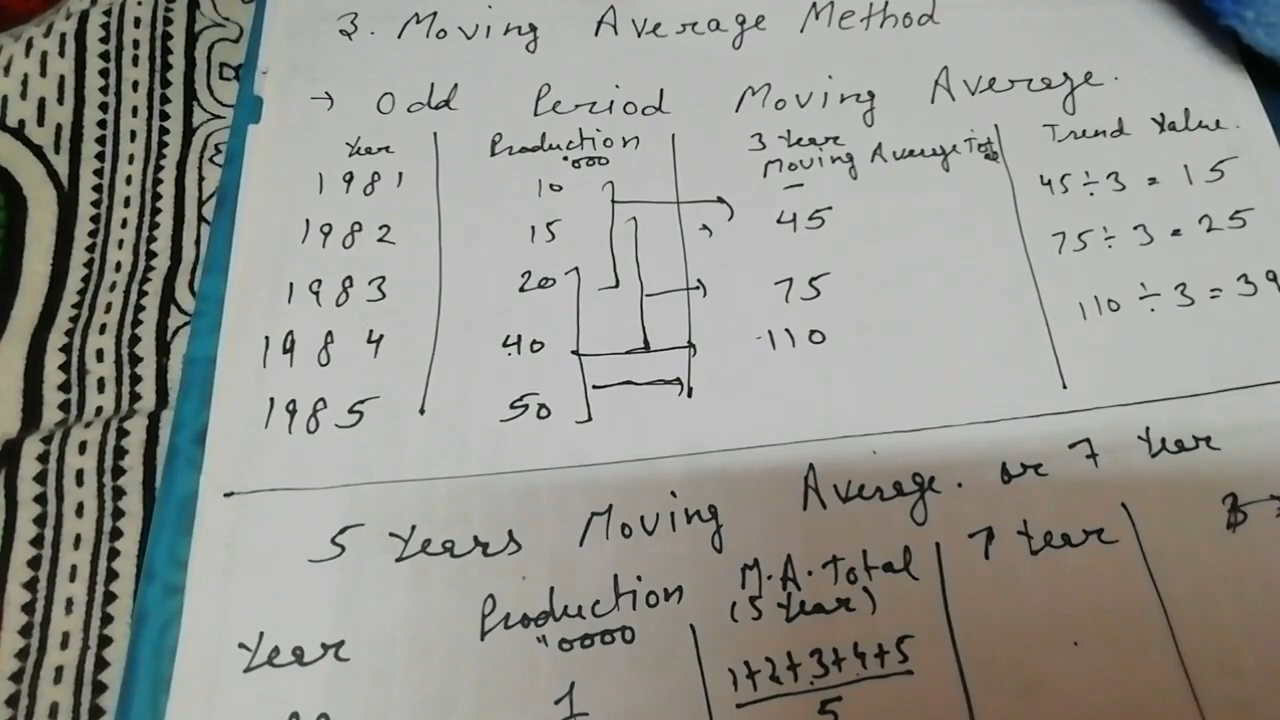 3. Moving Average Method
→ Odd Period Moving Average.
Year Production '000 3 Year Moving Average Tot Trend Value.
1981 10 - 45÷3 = 15
1982 15 45 75÷3 = 25
1983 20 75 110÷3 = 39
1984 40 110
1985 50
5 Years Moving Average. or 7 Year
Year Production "0000 M.A. Total (5 Year) 7 Year
1 1+2+3+4+5
5